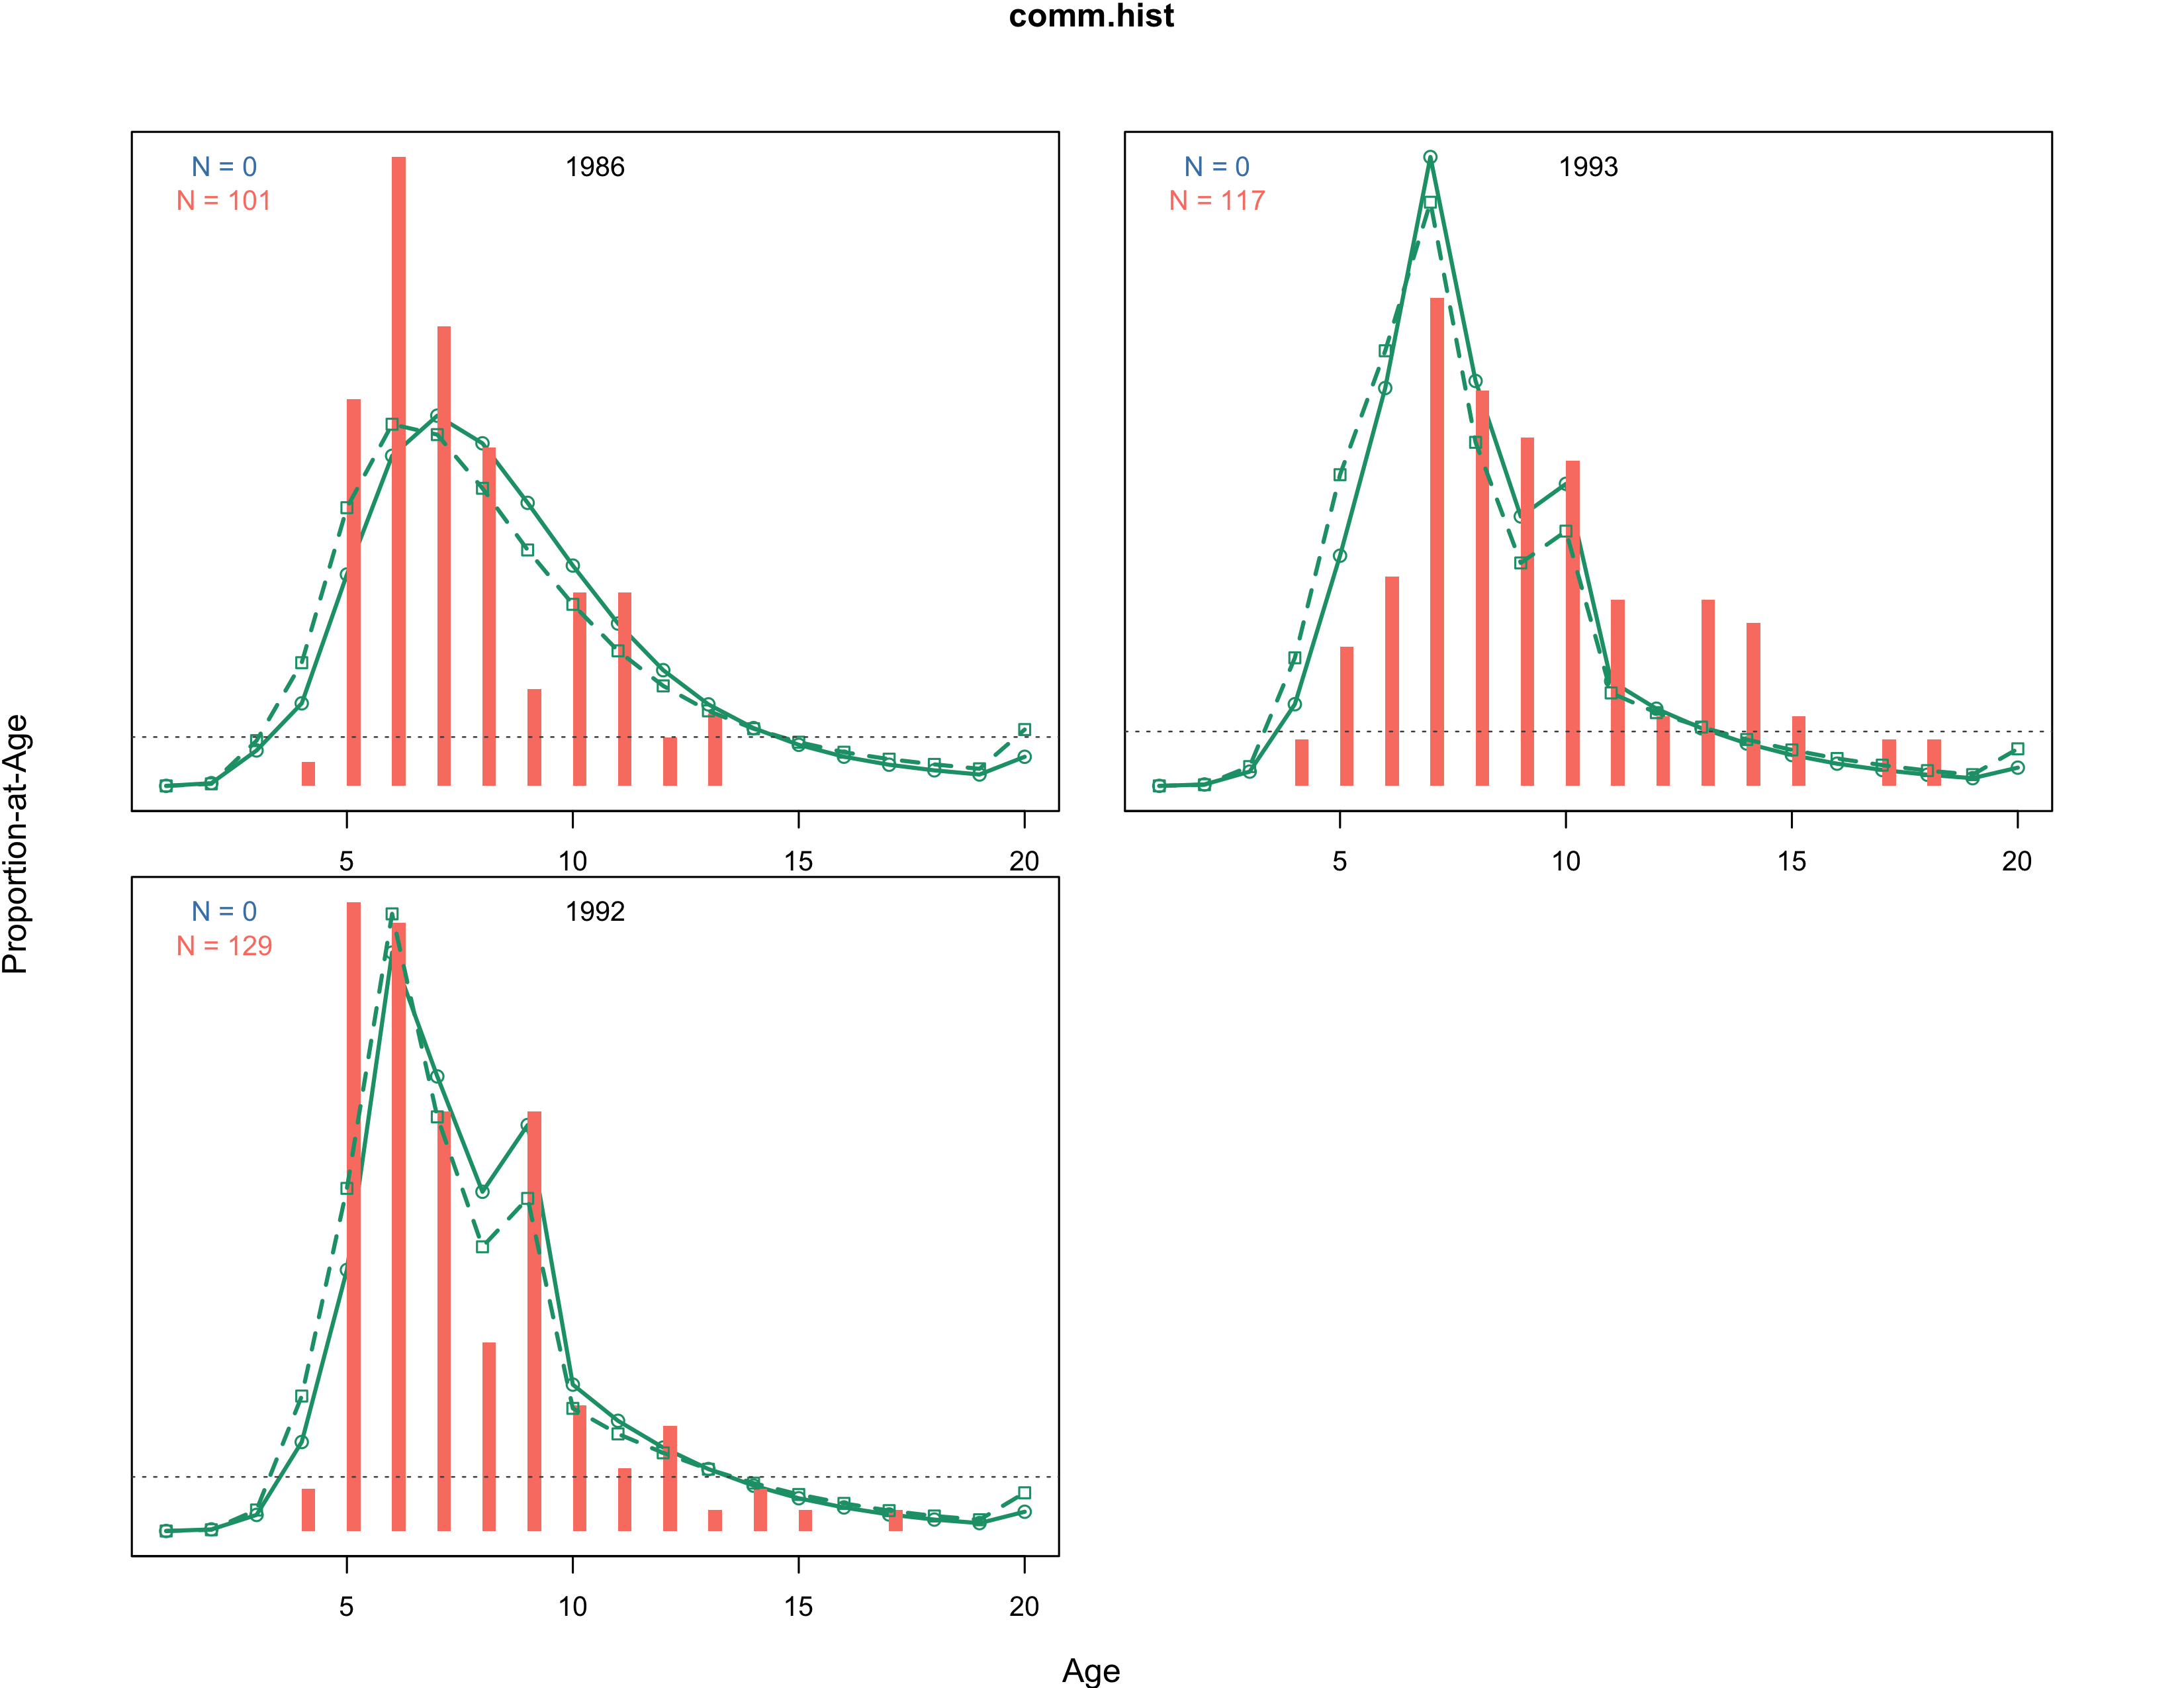 comm.hist
N = 0
N = 101
1986
5 10 15 20
N = 0
N = 117
1993
5 10 15 20
N = 0
N = 129
1992
5 10 15 20
Proportion-at-Age
Age